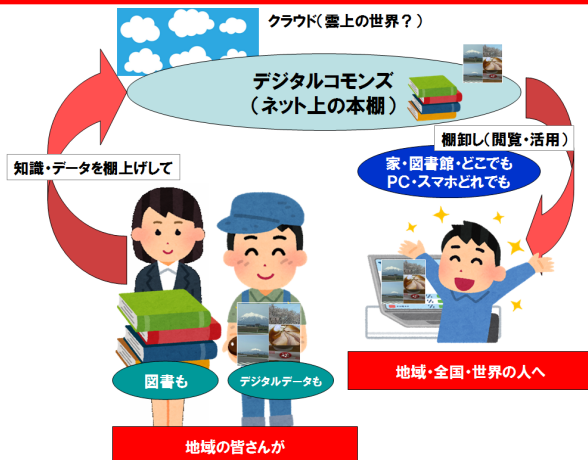 クラウド（雲上の世界？）
デジタルコモンズ
（ネット上の本棚）
棚卸し（閲覧・活用）
知識・データを棚上げして
家・図書館・どこでも
PC・スマホどれでも
図書も
デジタルデータも
地域・全国・世界の人へ
地域の皆さんが